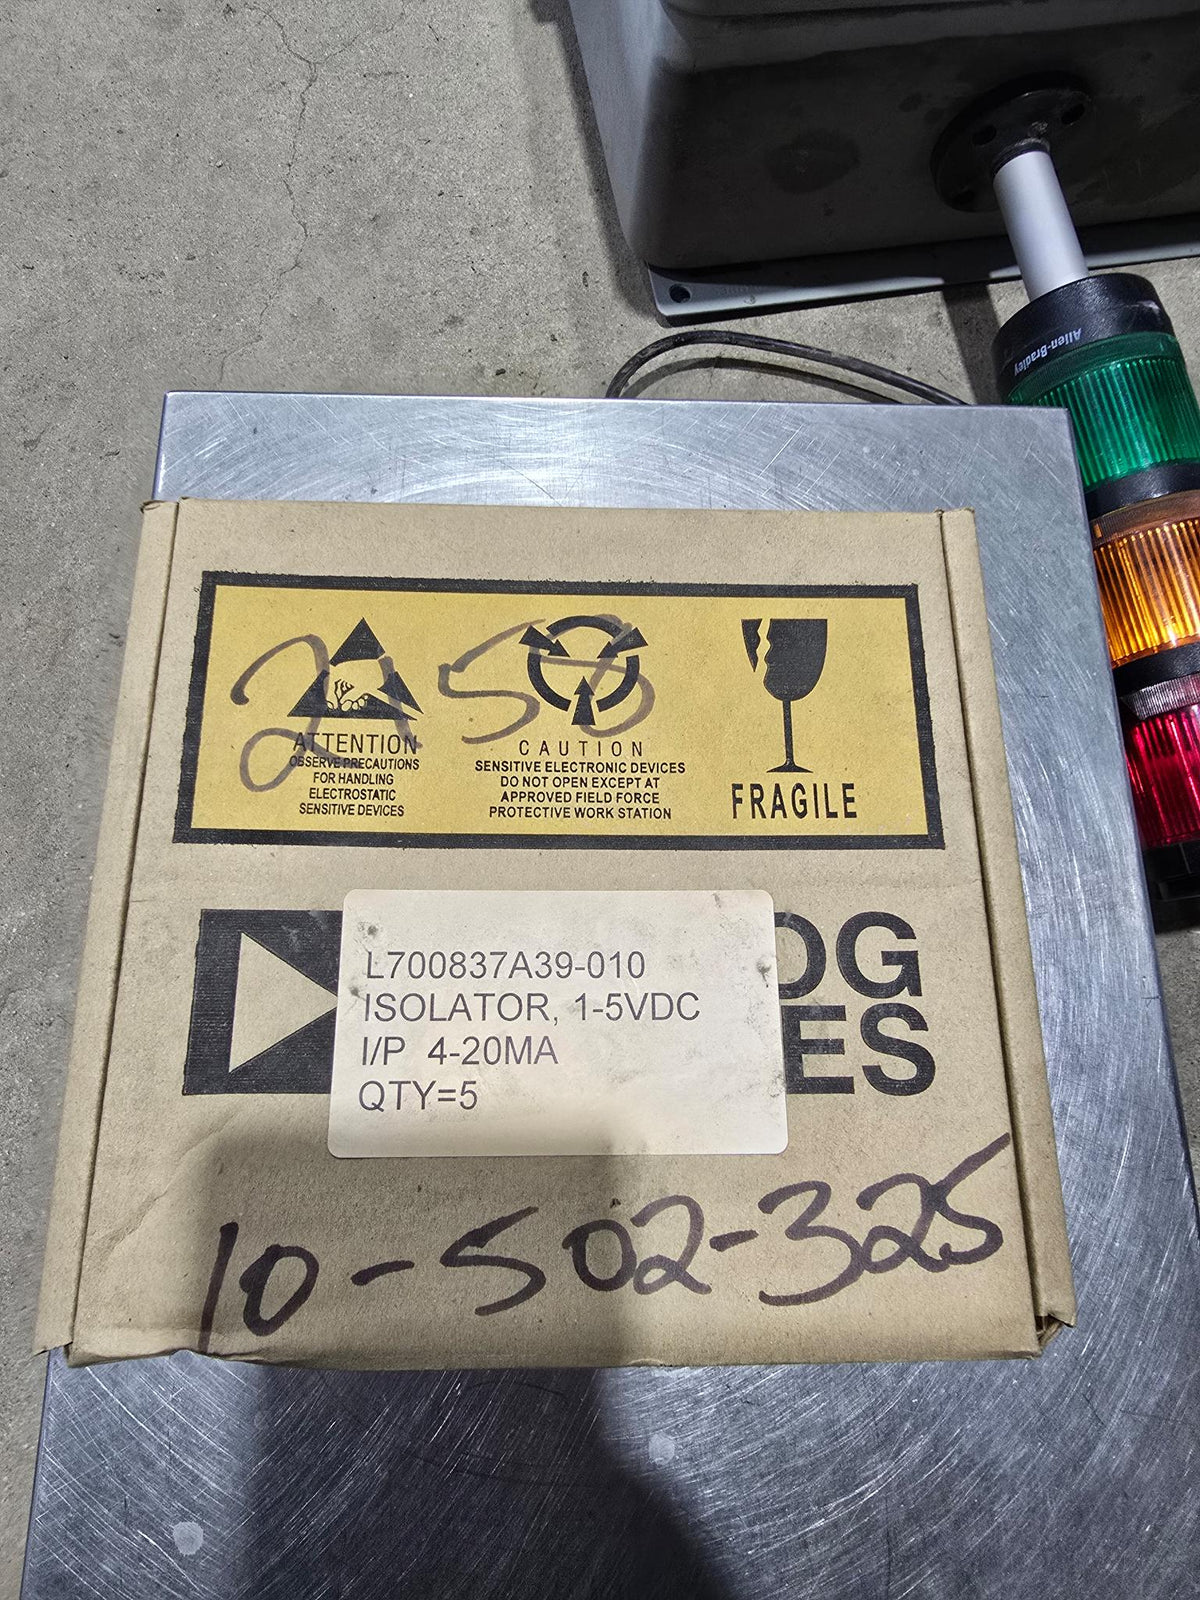 Allen-Bradley
ATTENTION
OBSERVE PRECAUTIONS
FOR HANDLING
ELECTROSTATIC
SENSITIVE DEVICES
CAUTION
SENSITIVE ELECTRONIC DEVICES
DO NOT OPEN EXCEPT AT
APPROVED FIELD FORCE
PROTECTIVE WORK STATION
FRAGILE
OG
ES
L700837A39-010
ISOLATOR, 1-5VDC
I/P 4-20MA
QTY=5
10-502-325